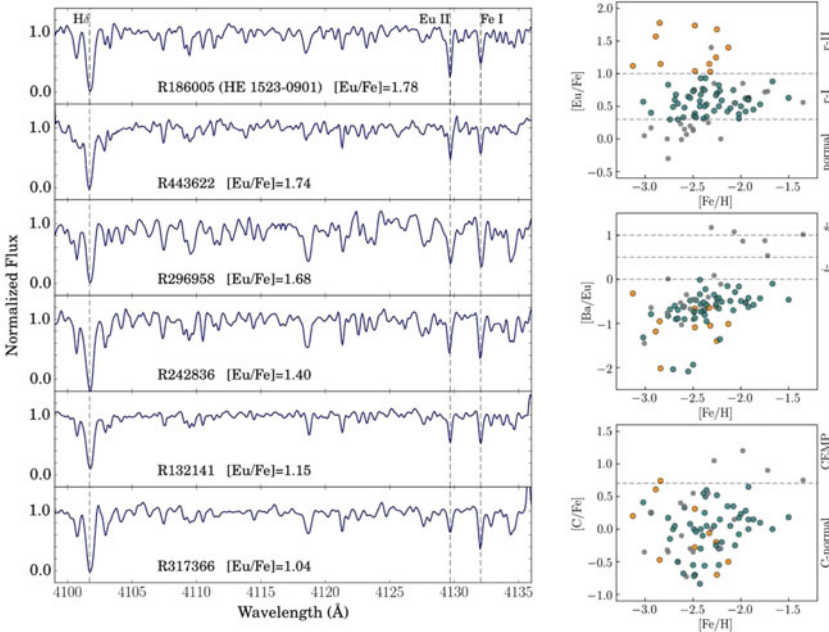 Hδ Eu II Fe I
1.0
0.0
R186005 (HE 1523-0901) [Eu/Fe]=1.78
1.0
0.0
R443622 [Eu/Fe]=1.74
1.0
0.0
R296958 [Eu/Fe]=1.68
1.0
0.0
R242836 [Eu/Fe]=1.40
1.0
0.0
R132141 [Eu/Fe]=1.15
1.0
0.0
R317366 [Eu/Fe]=1.04
Normalized Flux
4100 4105 4110 4115 4120 4125 4130 4135
Wavelength (Å)
2.0
1.5
1.0
0.5
0.0
−0.5
[Eu/Fe]
r-II
r-I
normal
−3.0 −2.5 −2.0 −1.5
[Fe/H]
1
0
−1
−2
[Ba/Eu]
s-
i-
−3.0 −2.5 −2.0 −1.5
[Fe/H]
1.5
1.0
0.5
0.0
−0.5
−1.0
[C/Fe]
CEMP
C-normal
−3.0 −2.5 −2.0 −1.5
[Fe/H]